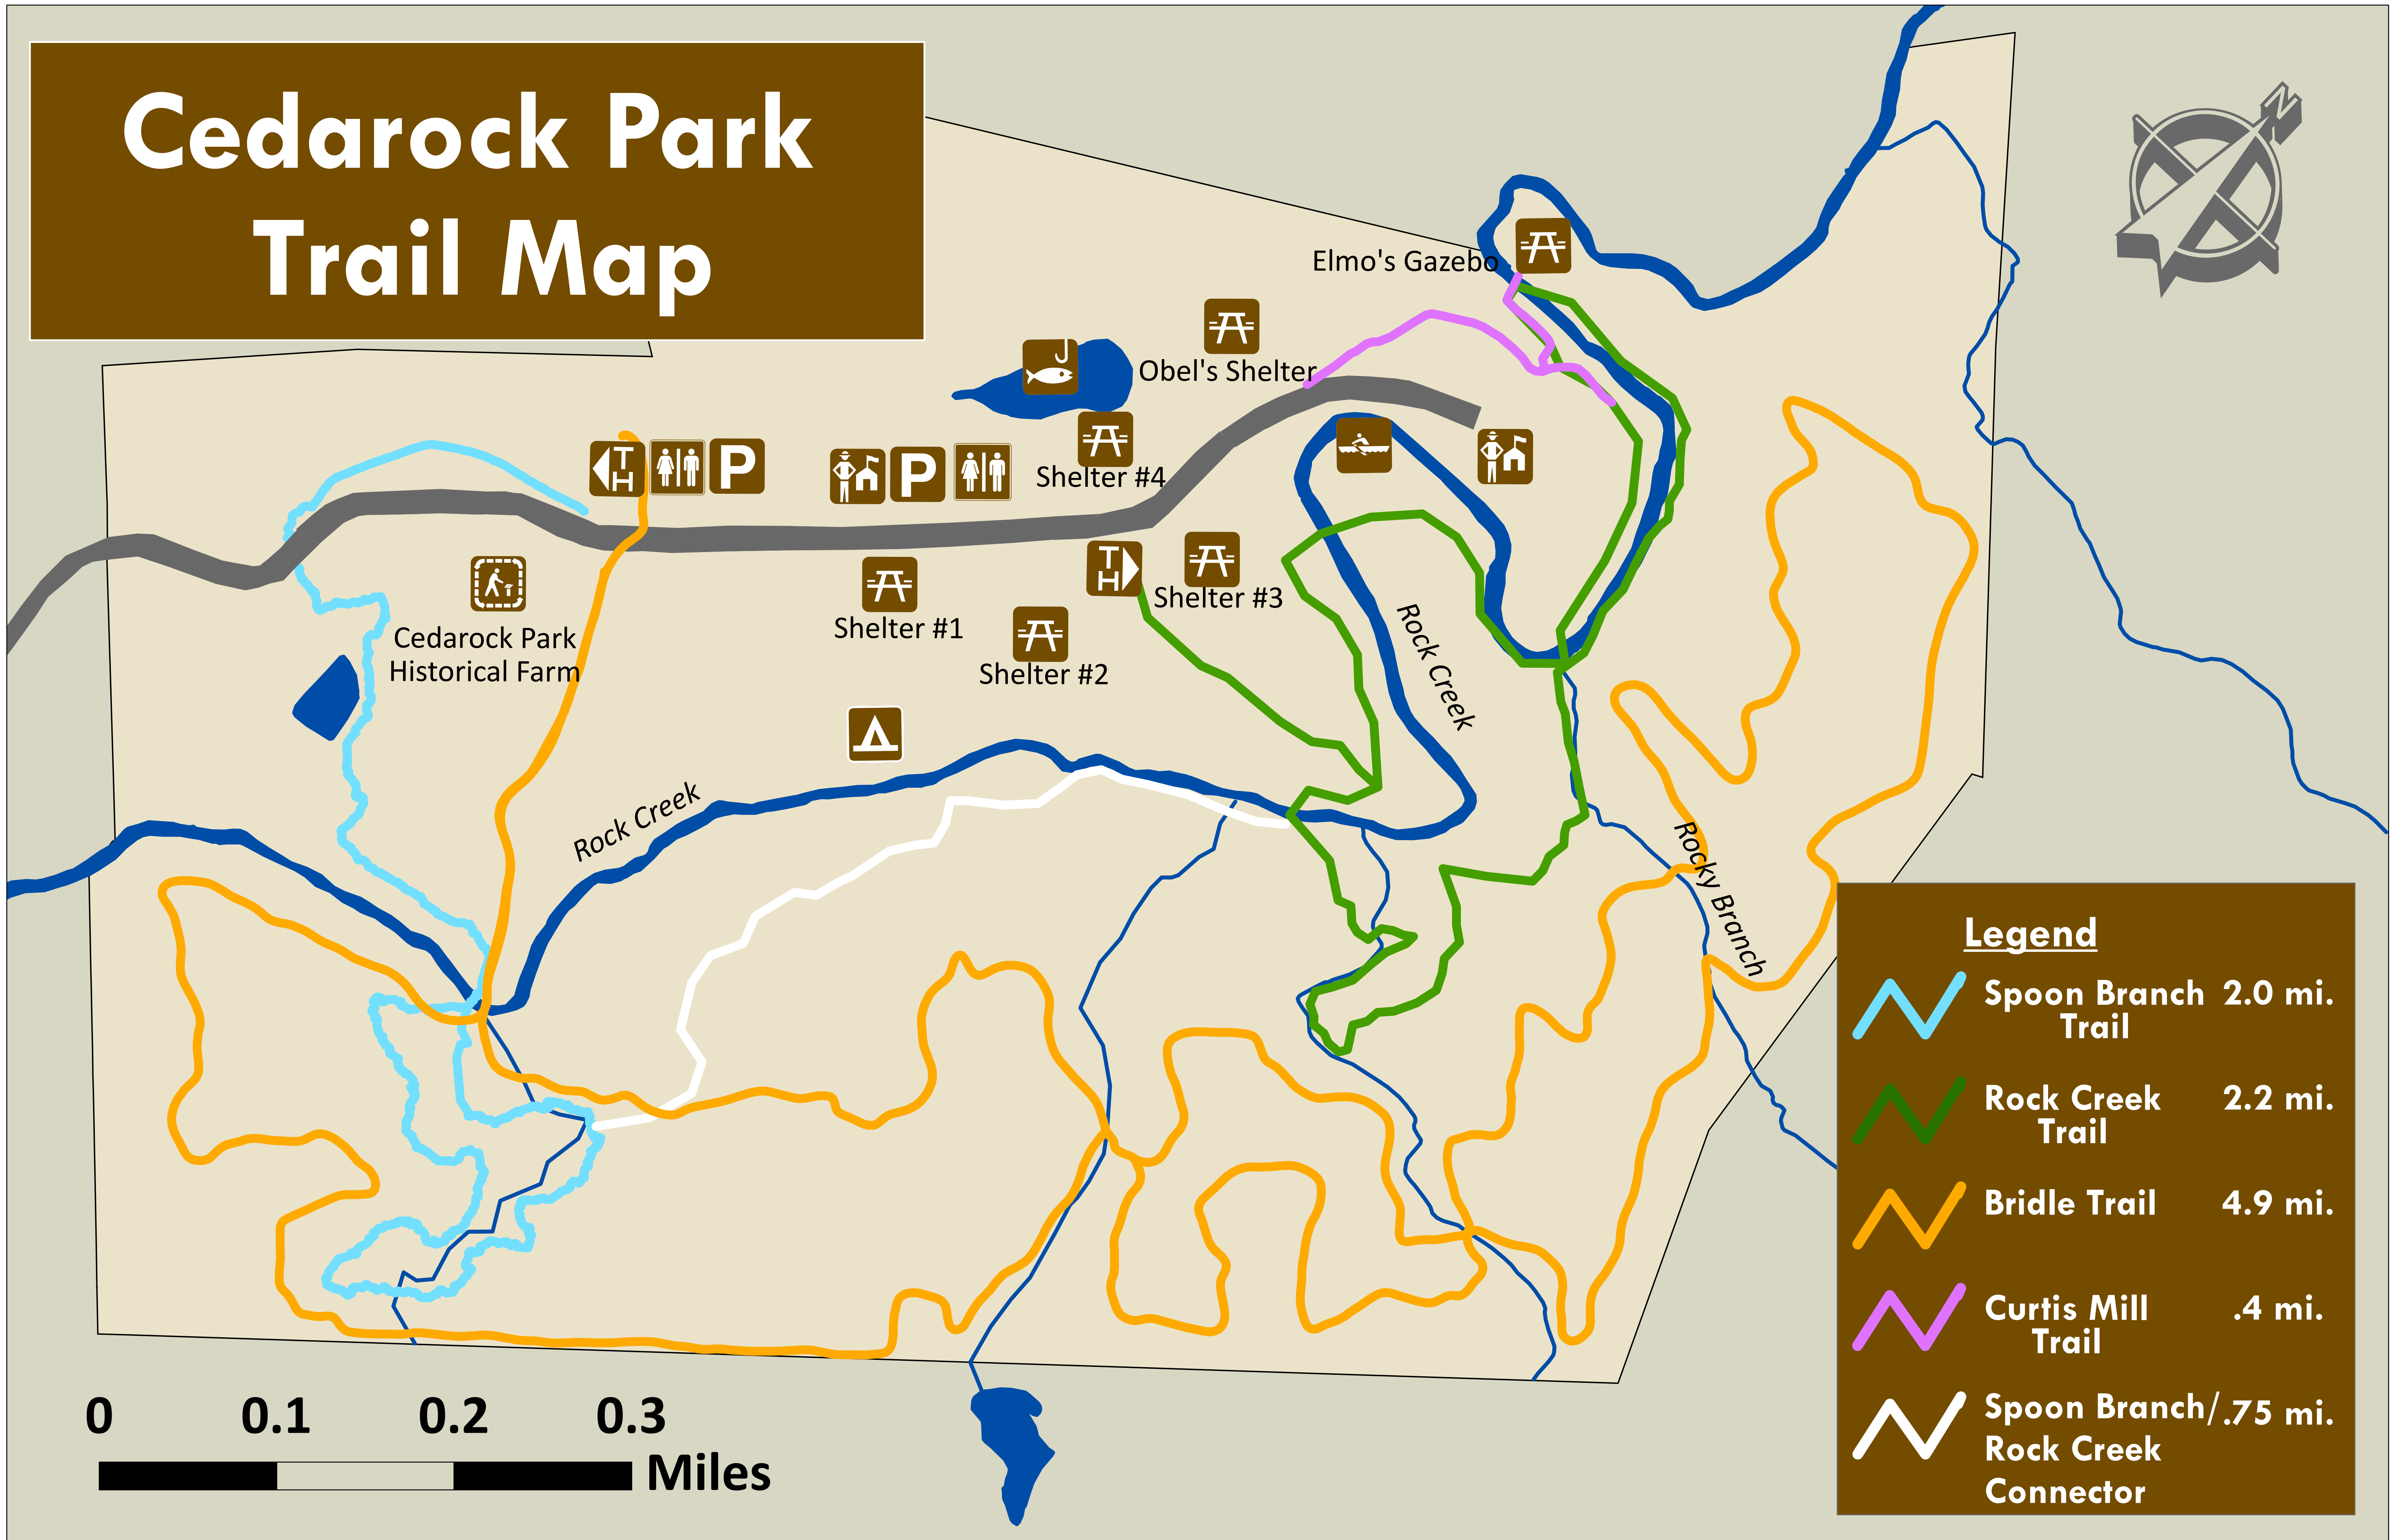 Cedarock Park
Trail Map
N
Elmo's Gazebo
Obel's Shelter
Shelter #4
T
H
P
P
T
H
Shelter #3
Cedarock Park
Historical Farm
Shelter #1
Shelter #2
Rock Creek
Rock Creek
Rocky Branch
Legend
Spoon Branch 2.0 mi.
Trail
Rock Creek 2.2 mi.
Trail
Bridle Trail 4.9 mi.
Curtis Mill .4 mi.
Trail
Spoon Branch/ .75 mi.
Rock Creek
Connector
0 0.1 0.2 0.3
Miles